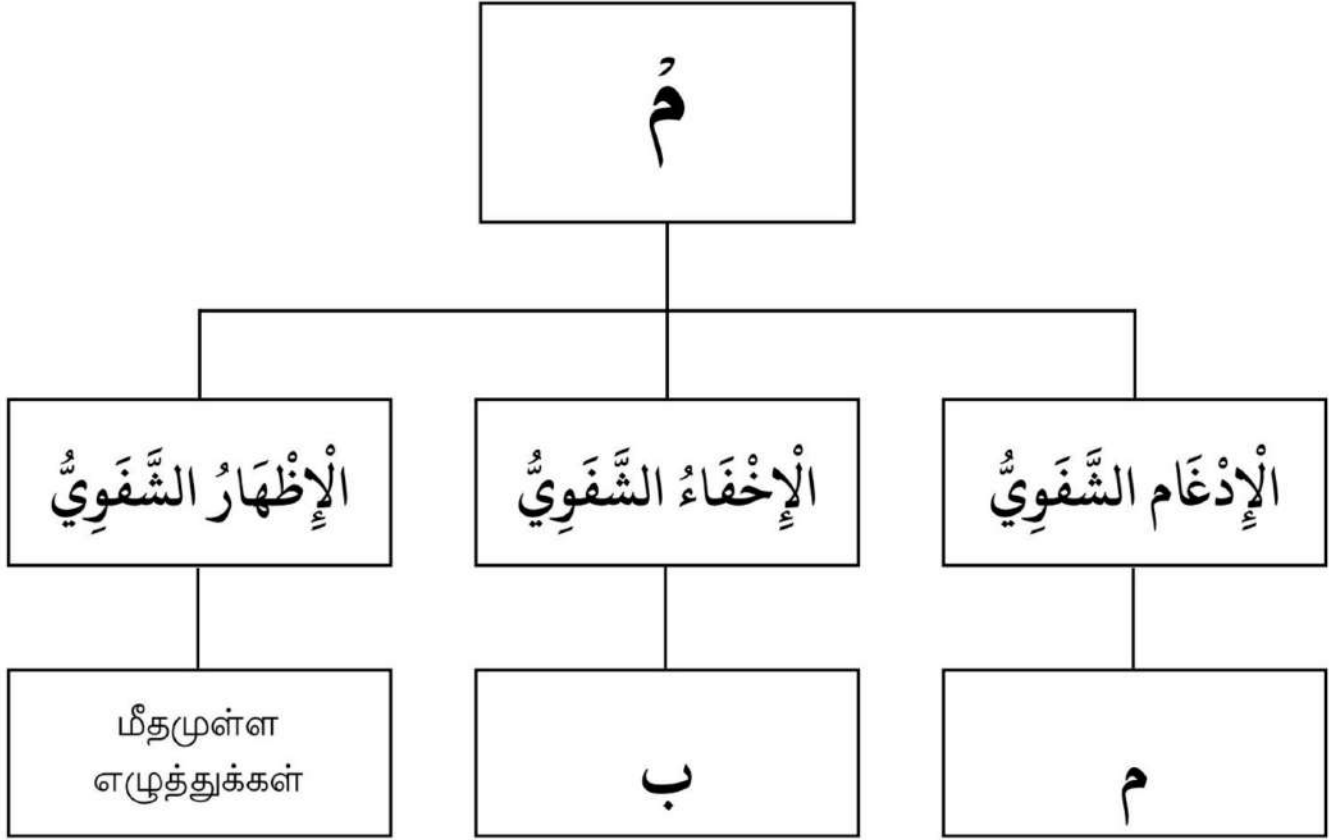 مْ
الْإِدْغَام الشَّفَوِيُّ
الْإِخْفَاءُ الشَّفَوِيُّ
الْإِظْهَارُ الشَّفَوِيُّ
م
ب
மீதமுள்ள
எழுத்துக்கள்